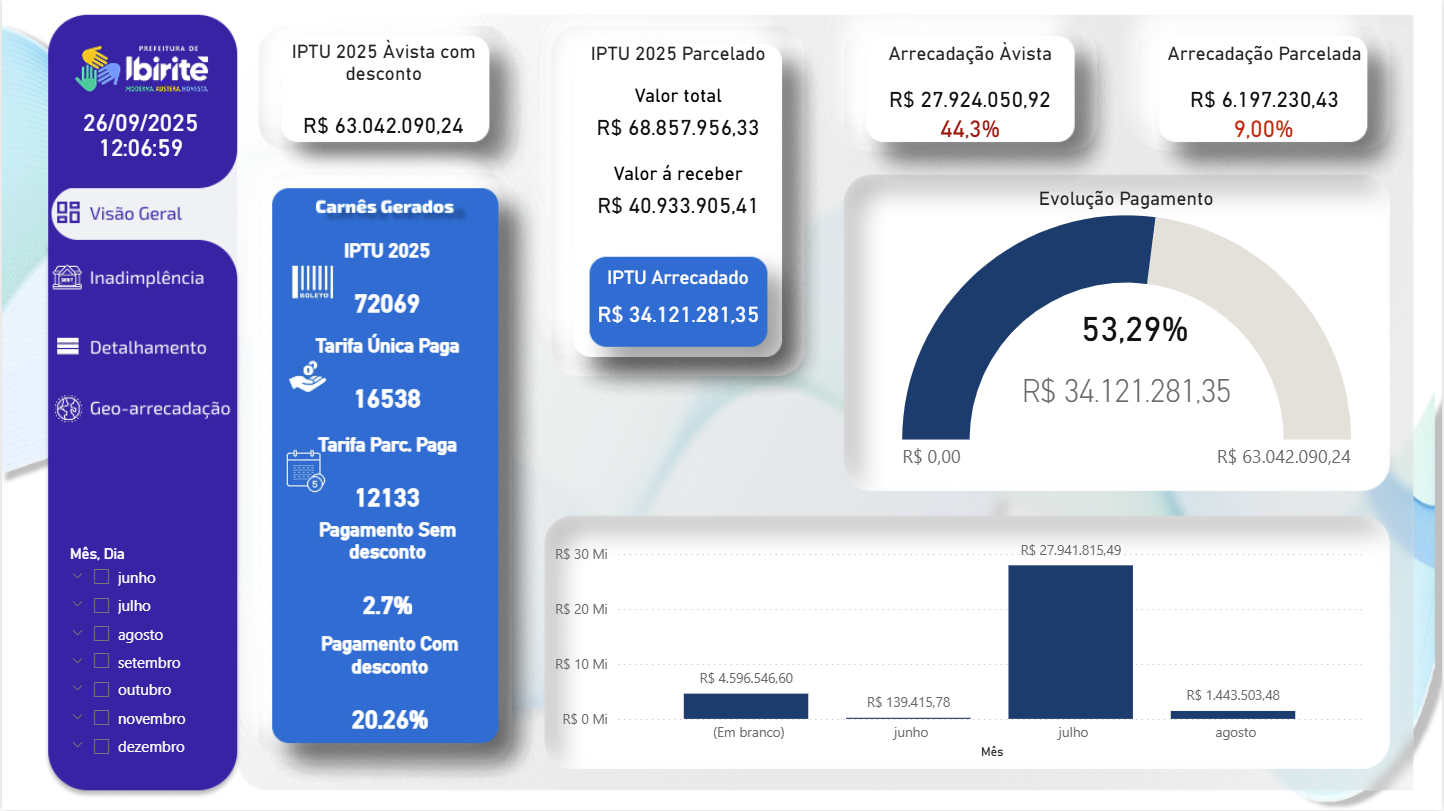 PREFEITURA DE
Ibirité
MODERNA. AUSTERA. HONESTA.
26/09/2025
12:06:59
Visão Geral
Inadimplência
Detalhamento
Geo-arrecadação
Mês, Dia
junho
julho
agosto
setembro
outubro
novembro
dezembro
IPTU 2025 Àvista com
desconto
R$ 63.042.090,24
IPTU 2025 Parcelado
Valor total
R$ 68.857.956,33
Valor á receber
R$ 40.933.905,41
IPTU Arrecadado
R$ 34.121.281,35
Arrecadação Àvista
R$ 27.924.050,92
44,3%
Arrecadação Parcelada
R$ 6.197.230,43
9,00%
Carnês Gerados
IPTU 2025
BOLETO
72069
Tarifa Única Paga
16538
Tarifa Parc. Paga
5
12133
Pagamento Sem
desconto
2.7%
Pagamento Com
desconto
20.26%
Evolução Pagamento
53,29%
R$ 34.121.281,35
R$ 0,00
R$ 63.042.090,24
R$ 30 Mi
R$ 20 Mi
R$ 10 Mi
R$ 0 Mi
R$ 4.596.546,60
R$ 139.415,78
R$ 27.941.815,49
R$ 1.443.503,48
(Em branco)
junho
julho
agosto
Mês